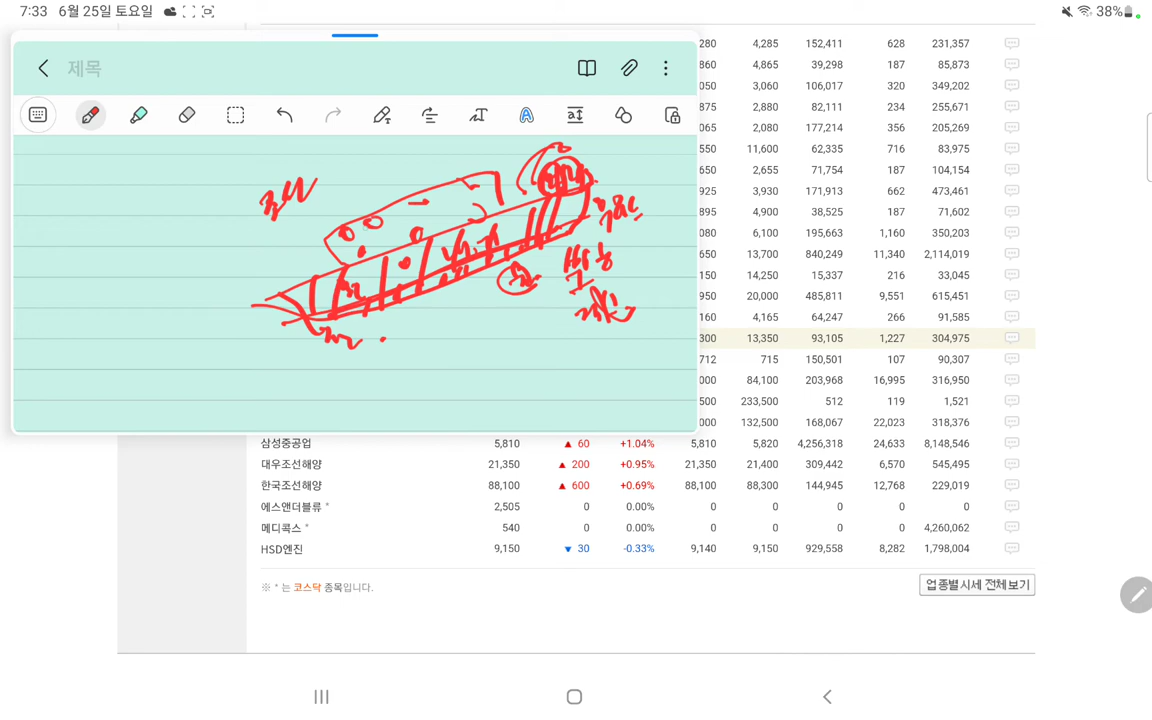 7:33 6월 25일 토요일 38%
제목
280 4,285 152,411 628 231,357
860 4,865 39,298 187 85,873
050 3,060 106,017 320 349,202
875 2,880 82,111 234 255,671
065 2,080 177,214 356 205,269
550 11,600 62,335 716 83,975
650 2,655 71,754 187 104,154
925 3,930 171,913 662 473,461
895 4,900 38,525 187 71,602
080 6,100 195,663 1,160 350,203
650 13,700 840,249 11,340 2,114,019
150 14,250 15,337 216 33,045
950 20,000 485,811 9,551 615,451
160 4,165 64,247 266 91,585
300 13,350 93,105 1,227 304,975
712 715 150,501 107 90,307
000 84,100 203,968 16,995 316,950
500 233,500 512 119 1,521
000 132,500 168,067 22,023 318,376
삼성중공업 5,810 ▲ 60 +1.04% 5,810 5,820 4,256,318 24,633 8,148,546
대우조선해양 21,350 ▲ 200 +0.95% 21,350 21,400 309,442 6,570 545,495
한국조선해양 88,100 ▲ 600 +0.69% 88,100 88,300 144,945 12,768 229,019
에스앤더블류 * 2,505 0 0.00% 0 0 0 0 0
메디콕스 * 540 0 0.00% 0 0 0 0 4,260,062
HSD엔진 9,150 ▼ 30 -0.33% 9,140 9,150 929,558 8,282 1,798,004
※ * 는 코스닥 종목입니다. 업종별시세 전체보기